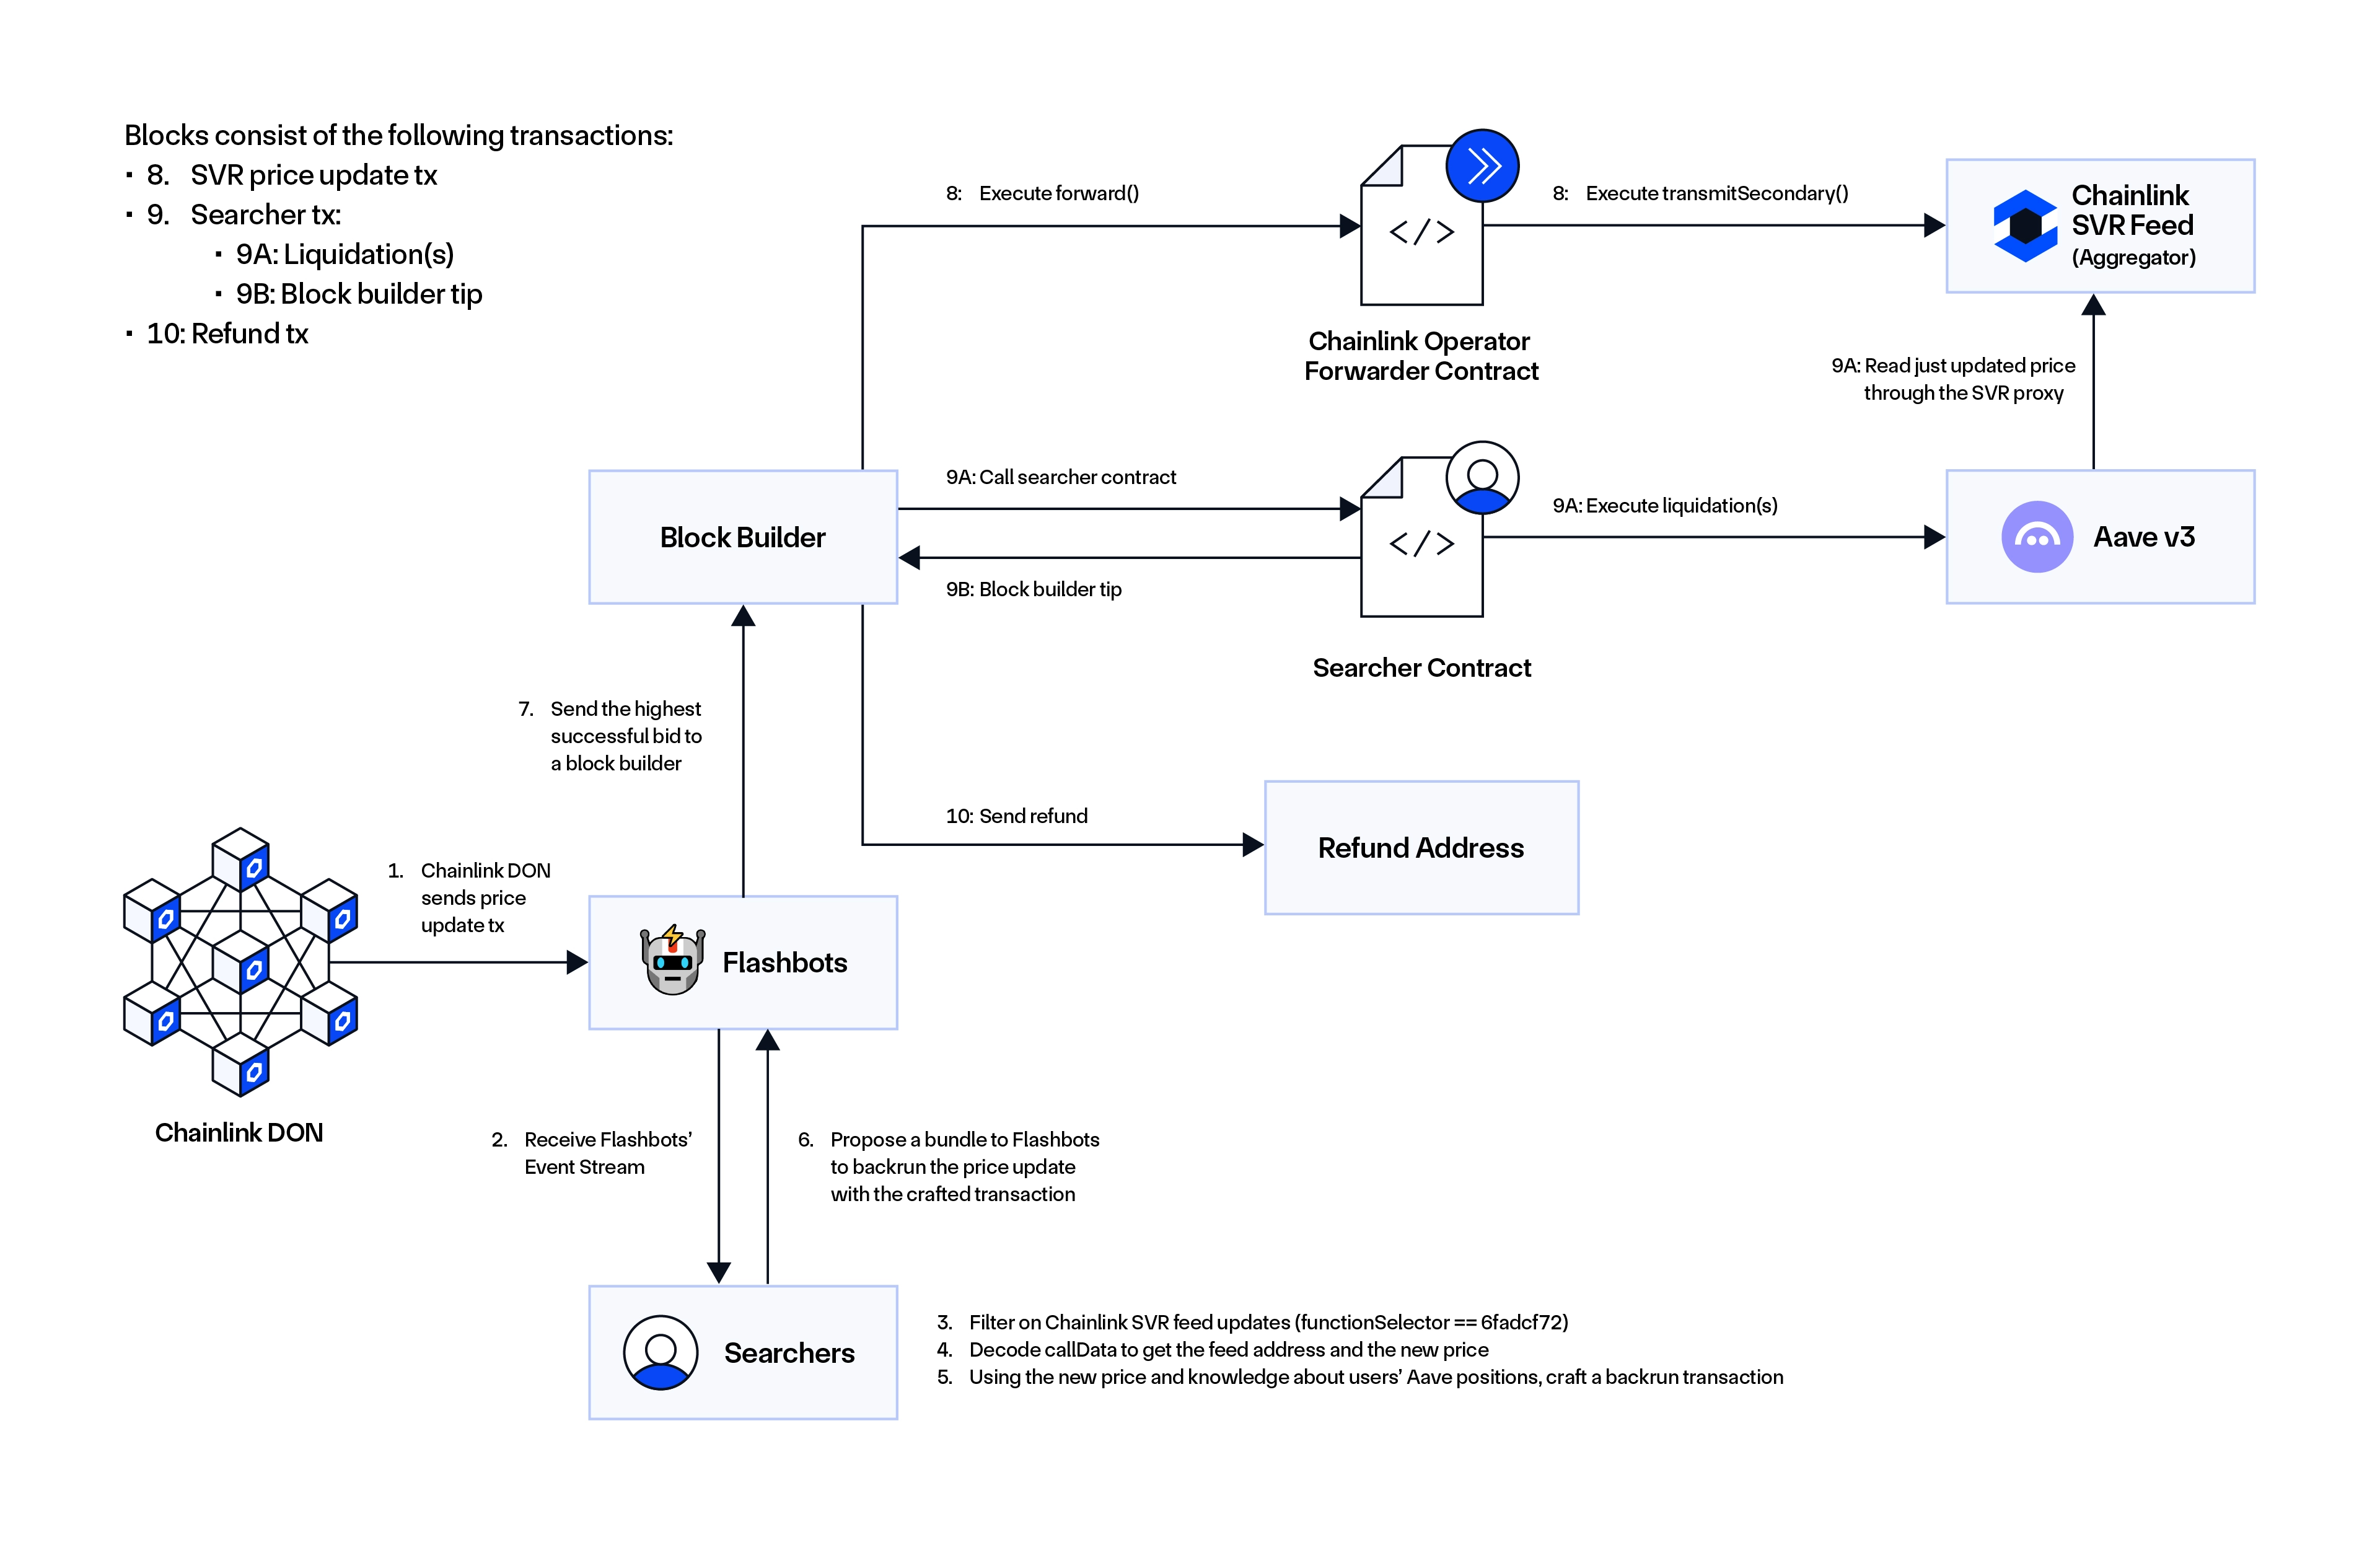 Blocks consist of the following transactions:
▪ 8. SVR price update tx
▪ 9. Searcher tx:
▪ 9A: Liquidation(s)
▪ 9B: Block builder tip
▪ 10: Refund tx
8: Execute forward()
8: Execute transmitSecondary()
Chainlink
SVR Feed
(Aggregator)
Chainlink Operator
Forwarder Contract
9A: Read just updated price
through the SVR proxy
Block Builder
9A: Call searcher contract
9B: Block builder tip
9A: Execute liquidation(s)
Aave v3
Searcher Contract
7. Send the highest
successful bid to
a block builder
10: Send refund
Refund Address
1. Chainlink DON
sends price
update tx
Flashbots
Chainlink DON
2. Receive Flashbots’
Event Stream
6. Propose a bundle to Flashbots
to backrun the price update
with the crafted transaction
Searchers
3. Filter on Chainlink SVR feed updates (functionSelector == 6fadcf72)
4. Decode callData to get the feed address and the new price
5. Using the new price and knowledge about users’ Aave positions, craft a backrun transaction